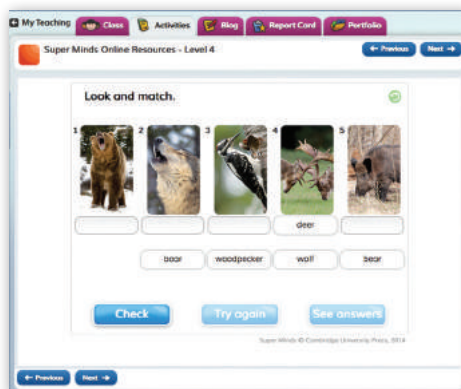 My Teaching Class Activities Blog Report Card Portfolio
Super Minds Online Resources - Level 4 Previous Next
Look and match.
1 2 3 4 5
deer
boar woodpecker wolf bear
Check Try again See answers
Super Minds © Cambridge University Press, 2014
Previous Next